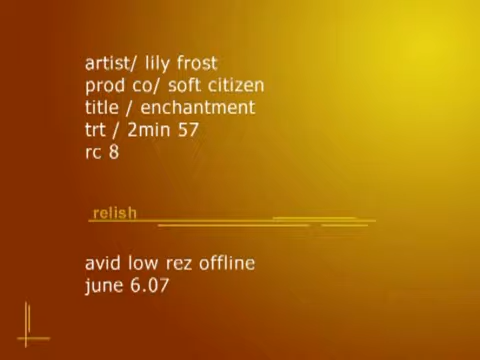 artist/ lily frost
prod co/ soft citizen
title / enchantment
trt / 2min 57
rc 8
relish
avid low rez offline
june 6.07